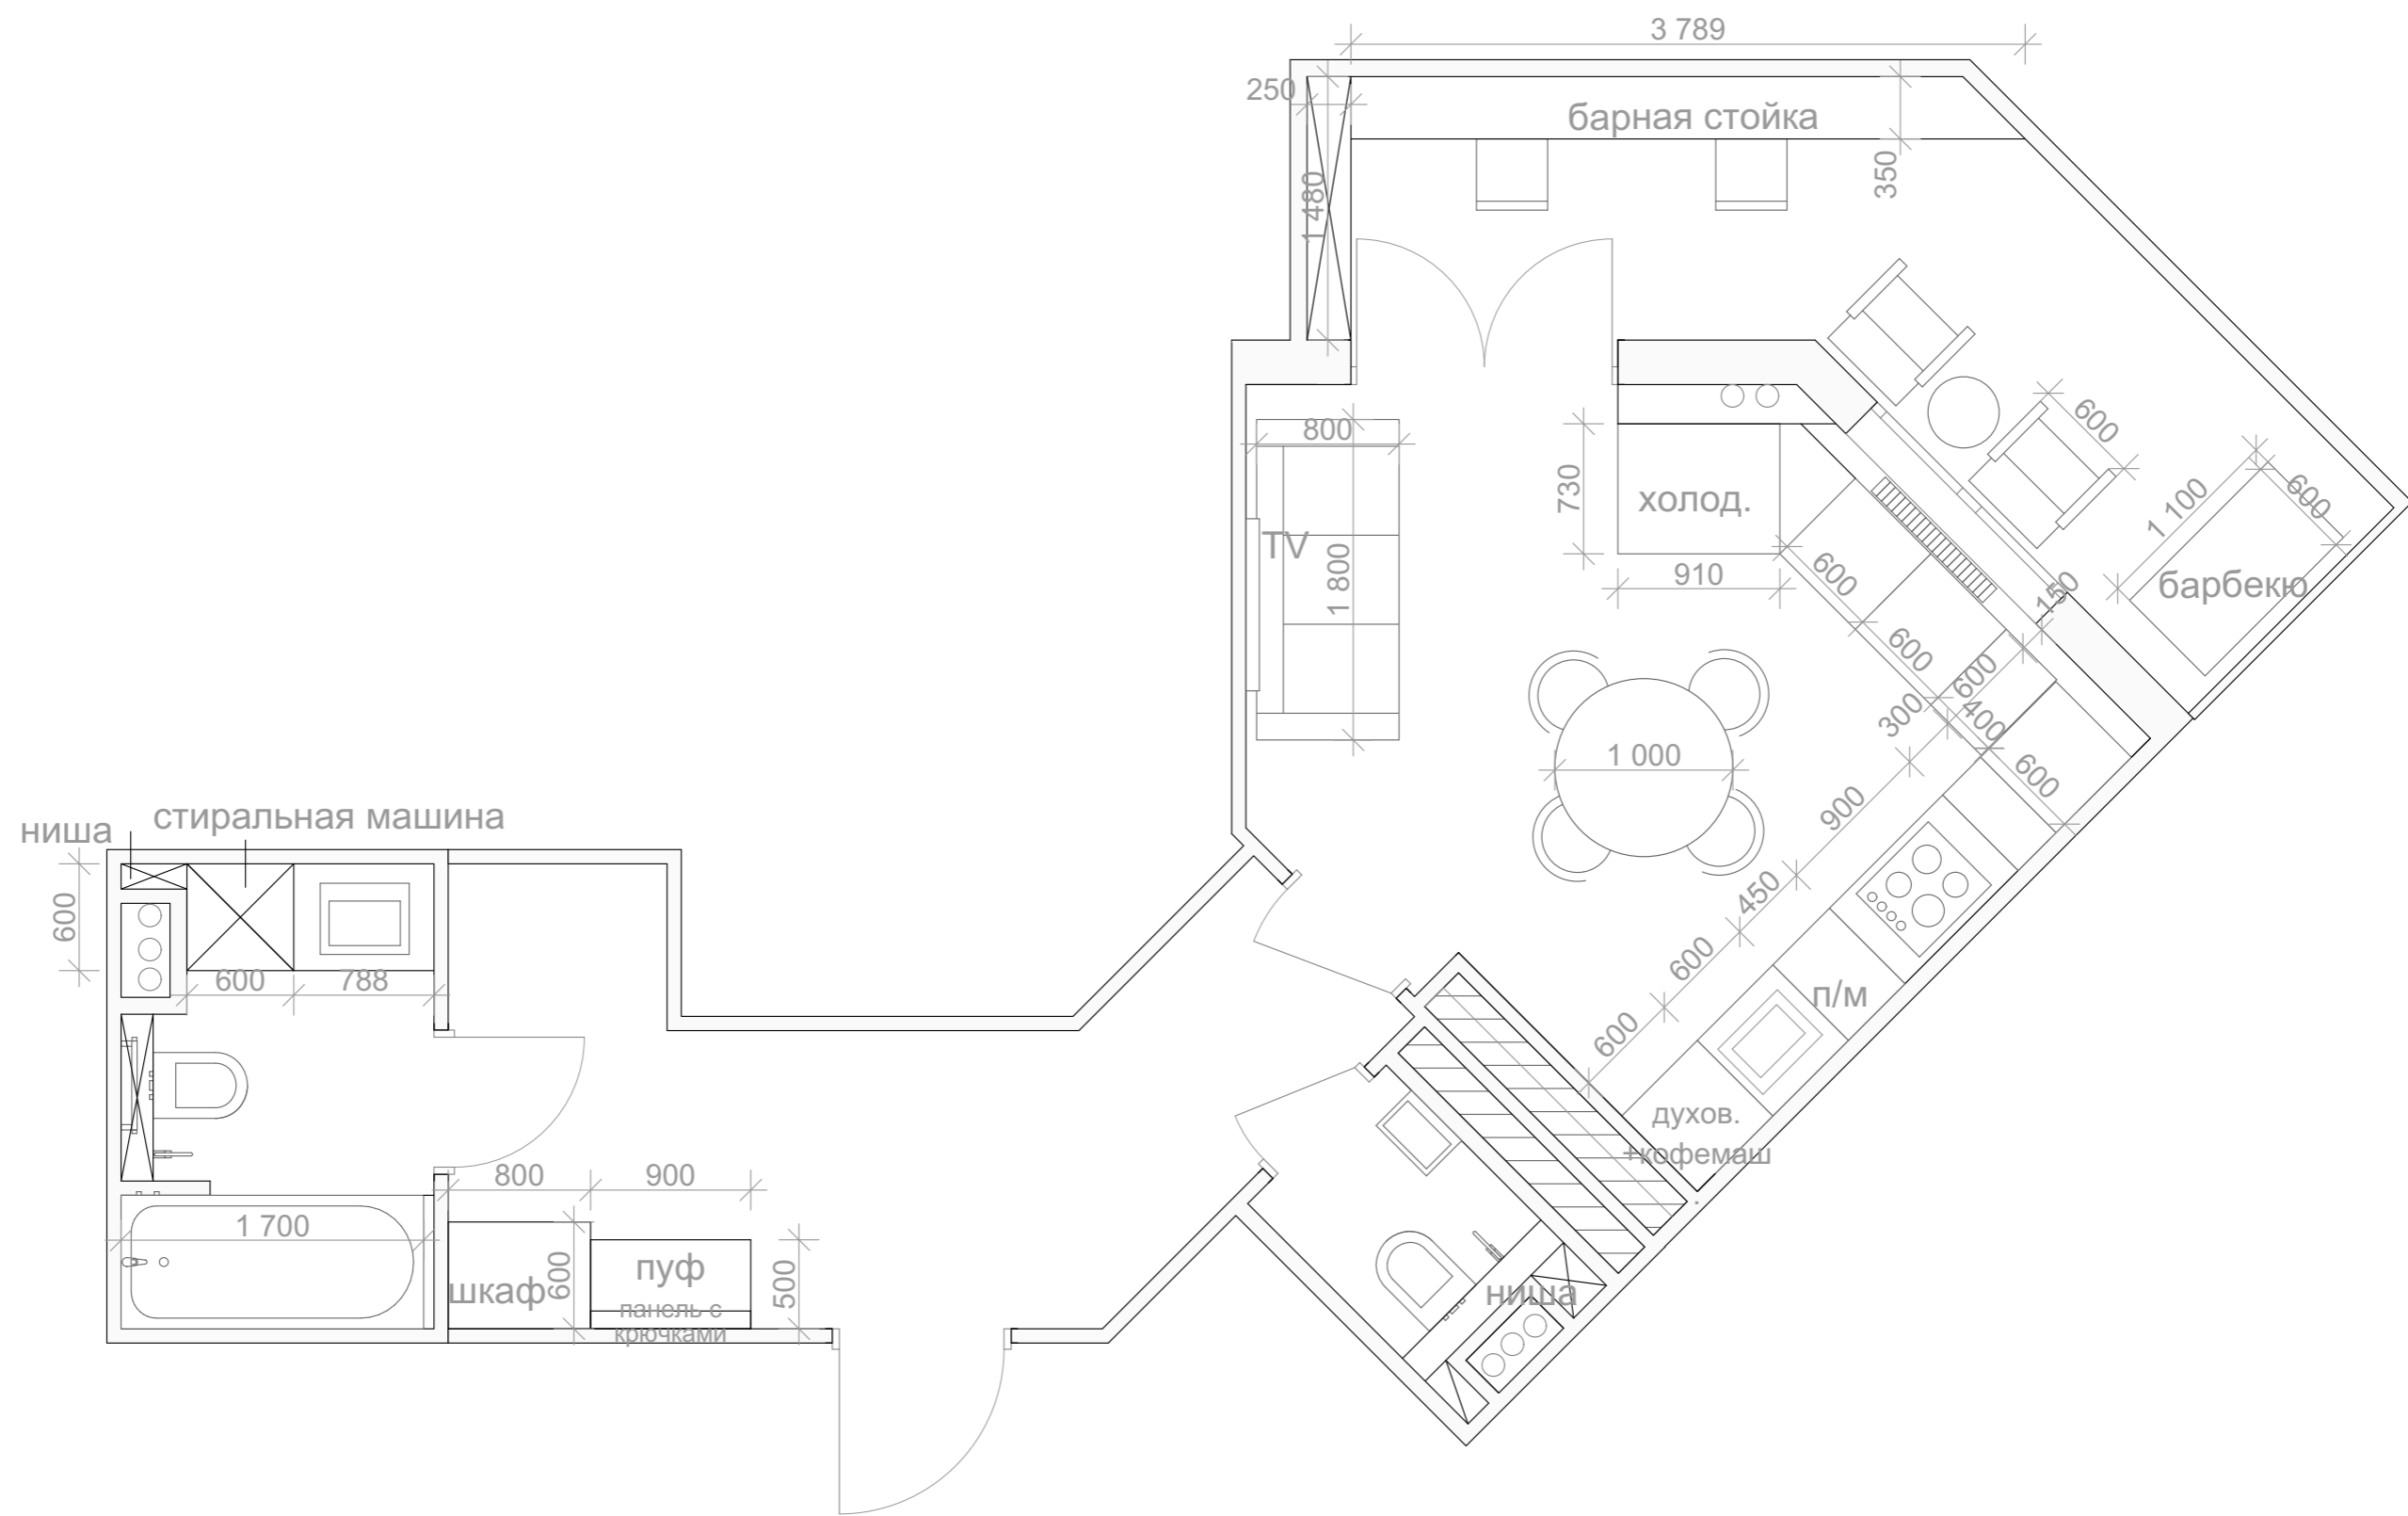 3 789
250
барная стойка
1 480
350
800
600
730
холод.
TV
1 800
910
600
1 100
600
барбекю
150
600
600
300
400
1 000
600
900
ниша
стиральная машина
450
600
600
788
600
п/м
600
духов.
+кофемаш.
800
900
1 700
шкаф
600
пуф
500
панель с
крючками
ниша